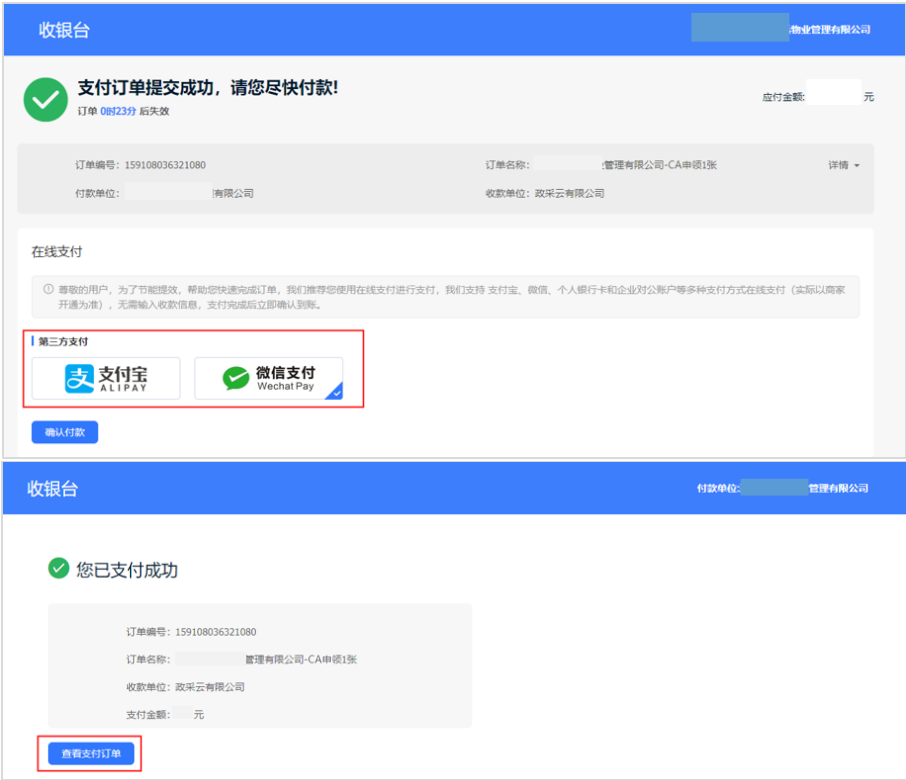 收银台
物业管理有限公司
支付订单提交成功，请您尽快付款!
订单 0时23分 后失效
应付金额: 元
订单编号：159108036321080
订单名称： 管理有限公司-CA申领1张
详情
付款单位： 有限公司
收款单位：政采云有限公司
在线支付
尊敬的用户，为了节能提效，帮助您快速完成订单，我们推荐您使用在线支付进行支付，我们支持 支付宝、微信、个人银行卡和企业对公账户等多种支付方式在线支付（实际以商家
开通为准），无需输入收款信息，支付完成后立即确认到账。
第三方支付
支 支付宝
ALIPAY
微信支付
Wechat Pay
确认付款
收银台
付款单位: 管理有限公司
您已支付成功
订单编号：159108036321080
订单名称： 管理有限公司-CA申领1张
收款单位：政采云有限公司
支付金额： 元
查看支付订单